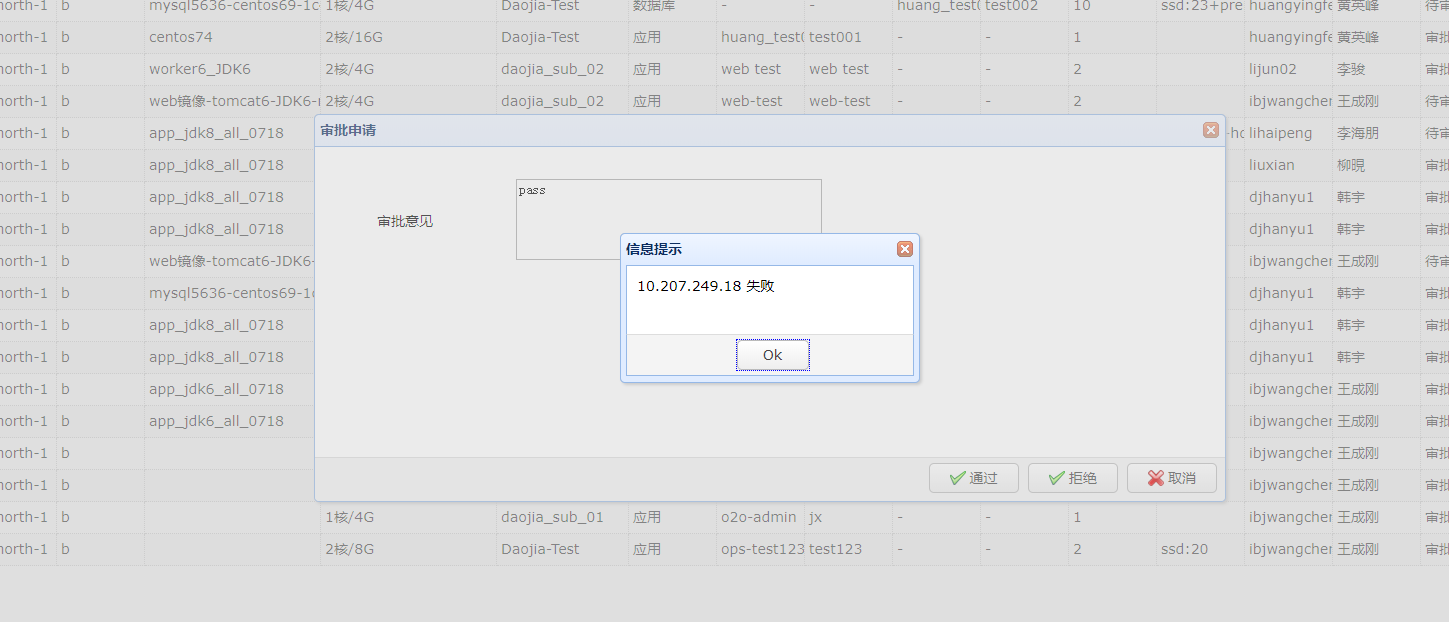 north-1 b mysql5636-centos69-1c 1核/4G Daojia-Test 数据库 - - huang_test( test002 10 ssd:23+pre huangyingfe 黄英峰 待审
north-1 b centos74 2核/16G Daojia-Test 应用 huang_test( test001 - - 1 huangyingfe 黄英峰 审批
north-1 b worker6_JDK6 2核/4G daojia_sub_02 应用 web test web test - - 2 lijun02 李骏 审批
north-1 b web镜像-tomcat6-JDK6-r 2核/4G daojia_sub_02 应用 web-test web-test - - 2 ibjwangcher 王成刚 待审
north-1 b app_jdk8_all_0718 -hc lihaipeng 李海朋 待审
north-1 b app_jdk8_all_0718 liuxian 柳晛 审批
north-1 b app_jdk8_all_0718 djhanyu1 韩宇 审批
north-1 b app_jdk8_all_0718 djhanyu1 韩宇 审批
north-1 b web镜像-tomcat6-JDK6- ibjwangcher 王成刚 待审
north-1 b mysql5636-centos69-1c djhanyu1 韩宇 审批
north-1 b app_jdk8_all_0718 djhanyu1 韩宇 审批
north-1 b app_jdk8_all_0718 djhanyu1 韩宇 审批
north-1 b app_jdk6_all_0718 ibjwangcher 王成刚 审批
north-1 b app_jdk6_all_0718 ibjwangcher 王成刚 审批
north-1 b ibjwangcher 王成刚 审批
north-1 b ibjwangcher 王成刚 审批
north-1 b 1核/4G daojia_sub_01 应用 o2o-admin jx - - 1 ibjwangcher 王成刚 审批
north-1 b 2核/8G Daojia-Test 应用 ops-test123 test123 - - 2 ssd:20 ibjwangcher 王成刚 审批
审批申请
审批意见
pass
信息提示
10.207.249.18 失败
Ok
通过 拒绝 取消